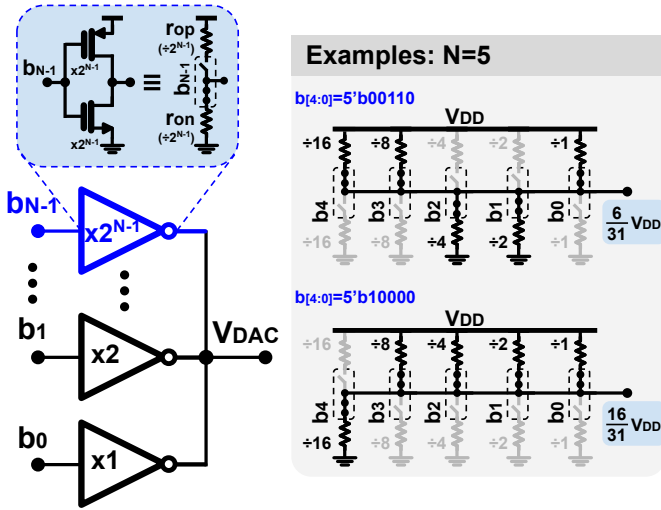 bN-1
x2N-1
x2N-1
≡
rop
(÷2N-1)
bN-1
ron
(÷2N-1)
bN-1
x2N-1
b1
x2
VDAC
b0
x1
Examples: N=5
b[4:0]=5'b00110
VDD
÷16 ÷8 ÷4 ÷2 ÷1
b4 b3 b2 b1 b0
÷16 ÷8 ÷4 ÷2 ÷1
6/31 VDD
b[4:0]=5'b10000
VDD
÷16 ÷8 ÷4 ÷2 ÷1
b4 b3 b2 b1 b0
÷16 ÷8 ÷4 ÷2 ÷1
16/31 VDD